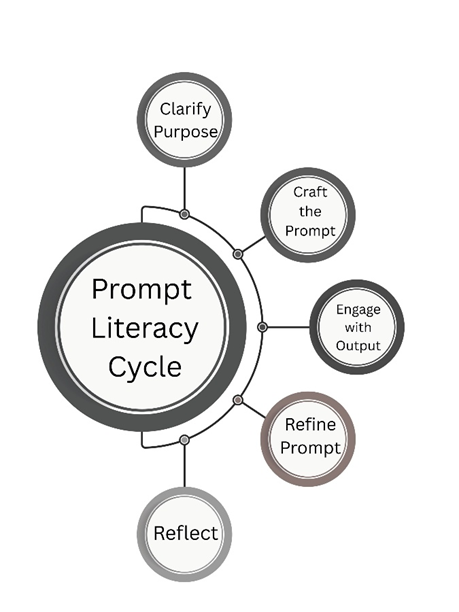 Clarify
Purpose
Craft
the
Prompt
Prompt
Literacy
Cycle
Engage
with
Output
Refine
Prompt
Reflect